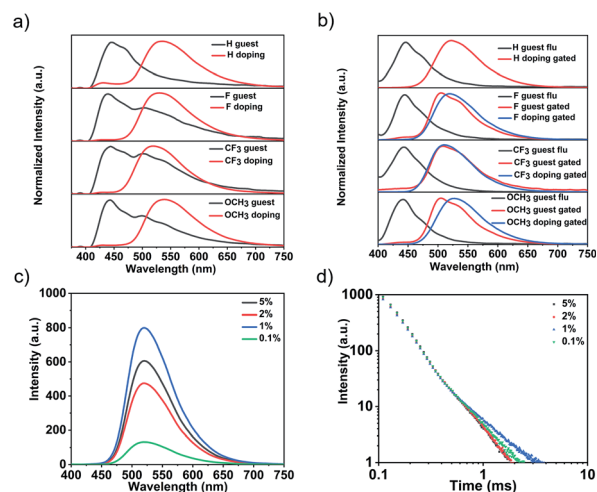 a)
H guest
H doping
F guest
F doping
CF3 guest
CF3 doping
OCH3 guest
OCH3 doping
Normalized Intensity (a.u.)
400 450 500 550 600 650 700 750
Wavelength (nm)
b)
H guest flu
H doping gated
F guest flu
F guest gated
F doping gated
CF3 guest flu
CF3 guest gated
CF3 doping gated
OCH3 guest flu
OCH3 guest gated
OCH3 doping gated
Normalized Intensity (a.u.)
400 450 500 550 600 650 700 750
Wavelength (nm)
c)
5%
2%
1%
0.1%
1000
800
600
400
200
0
Intensity (a.u.)
400 450 500 550 600 650 700 750
Wavelength (nm)
d)
5%
2%
1%
0.1%
1000
100
10
1
Intensity (a.u.)
0.1 1 10
Time (ms)